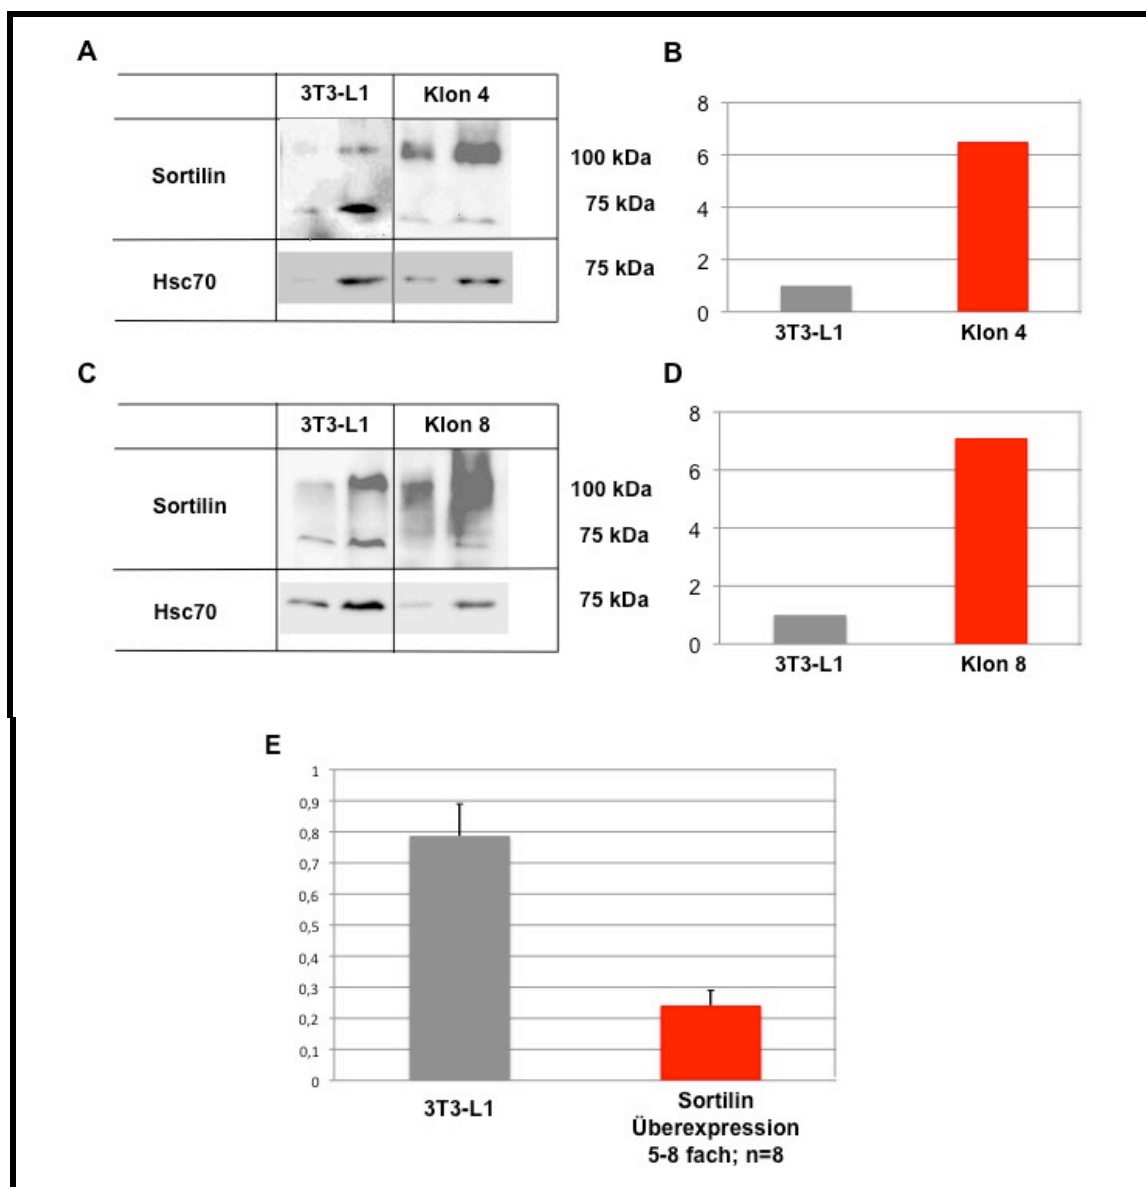 A
3T3-L1 Klon 4
Sortilin
100 kDa
75 kDa
Hsc70
75 kDa
B
8
6
4
2
0
3T3-L1 Klon 4
C
3T3-L1 Klon 8
Sortilin
100 kDa
75 kDa
Hsc70
75 kDa
D
8
6
4
2
0
3T3-L1 Klon 8
E
1
0,9
0,8
0,7
0,6
0,5
0,4
0,3
0,2
0,1
0
3T3-L1
Sortilin
Überexpression
5-8 fach; n=8